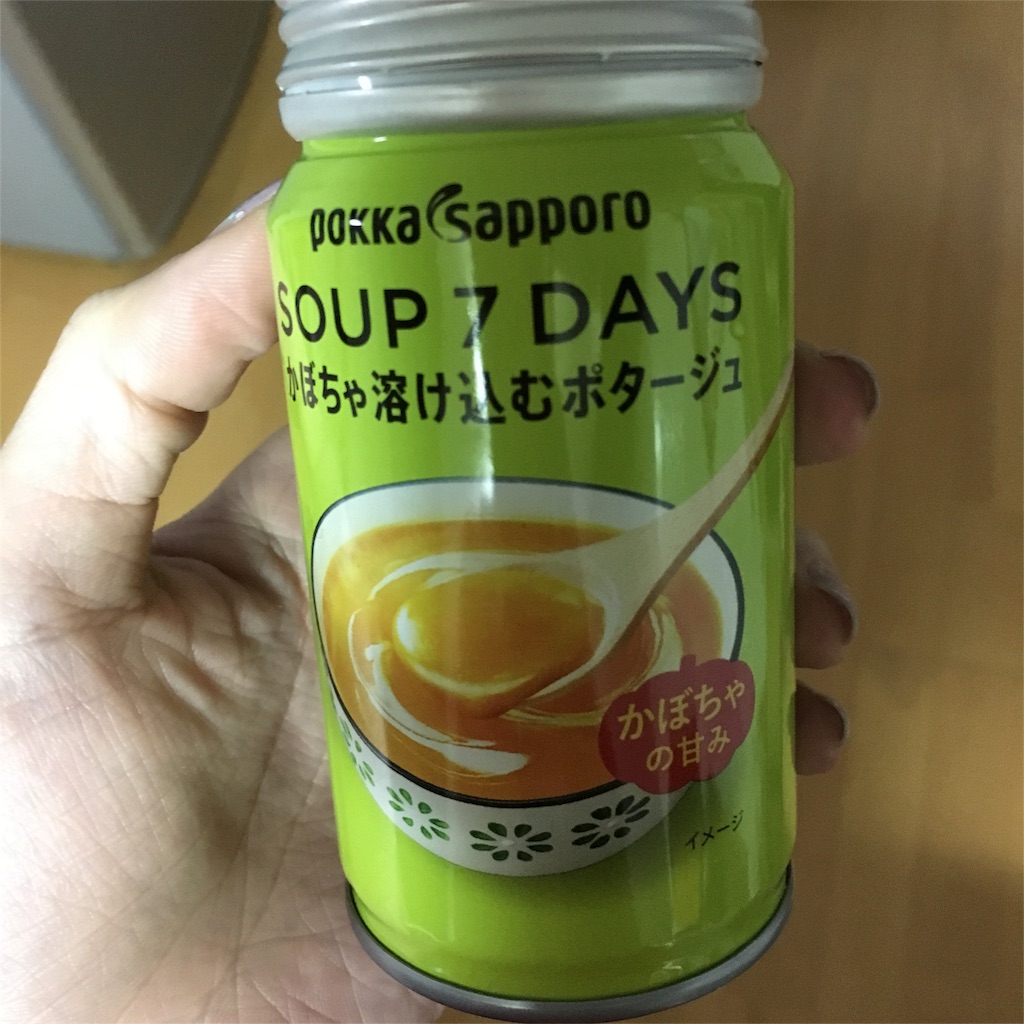 pokka sapporo
SOUP 7 DAYS
かぼちゃ溶け込むポタージュ
かぼちゃ
の甘み
イメージ